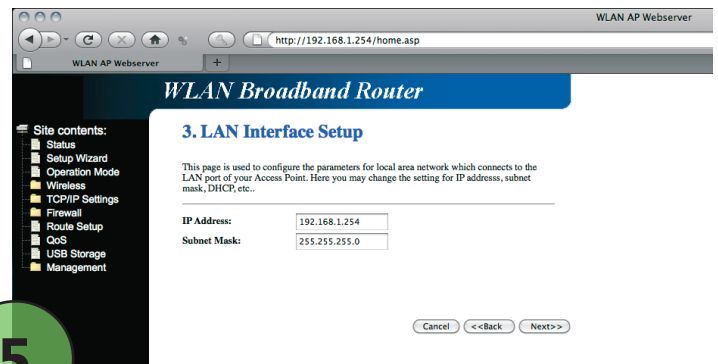 WLAN AP Webserver
http://192.168.1.254/home.asp
WLAN AP Webserver
+
WLAN Broadband Router
Site contents:
Status
Setup Wizard
Operation Mode
Wireless
TCP/IP Settings
Firewall
Route Setup
QoS
USB Storage
Management
3. LAN Interface Setup
This page is used to configure the parameters for local area network which connects to the
LAN port of your Access Point. Here you may change the setting for IP addresss, subnet
mask, DHCP, etc..
IP Address: 192.168.1.254
Subnet Mask: 255.255.255.0
Cancel <<Back Next>>
5